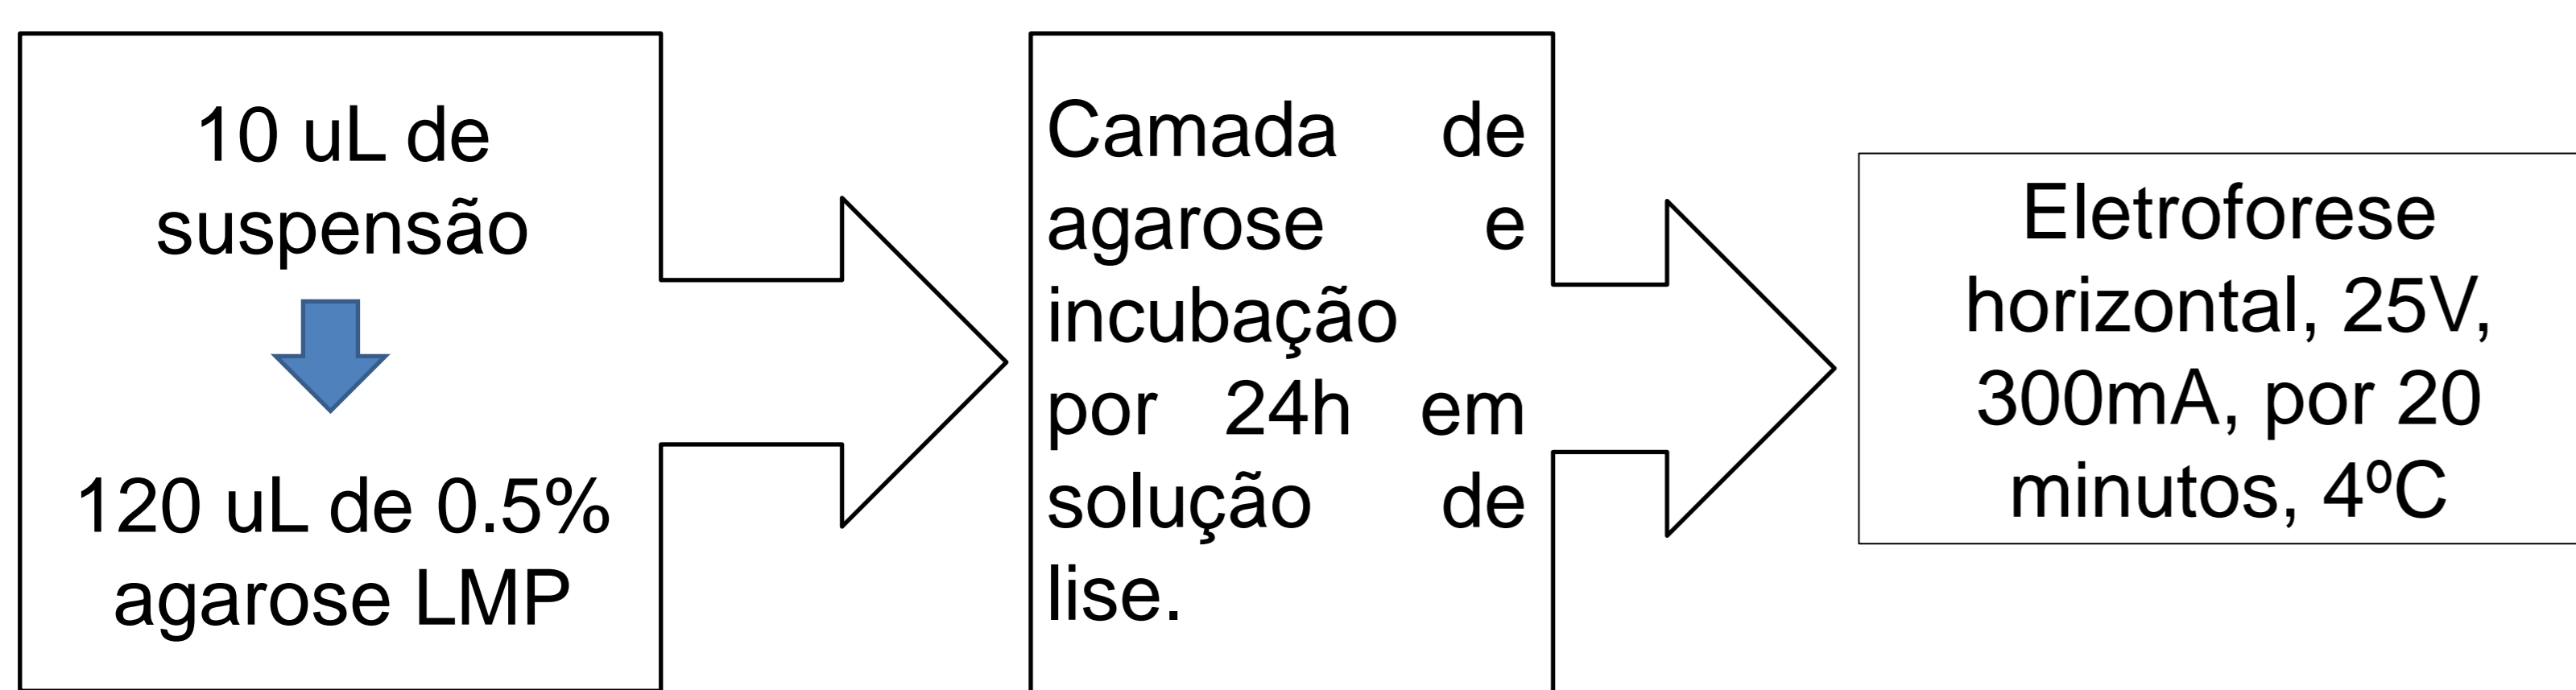 10 uL de
suspensão
120 uL de 0.5%
agarose LMP
Camada de
agarose e
incubação
por 24h em
solução de
lise.
Eletroforese
horizontal, 25V,
300mA, por 20
minutos, 4ºC